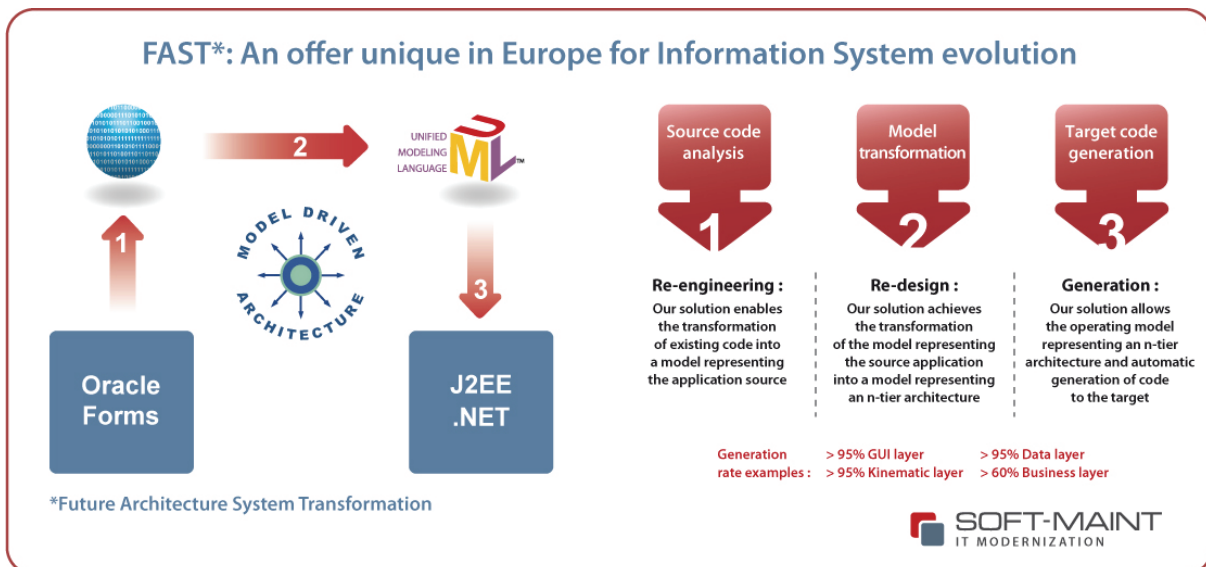 FAST*: An offer unique in Europe for Information System evolution
2
UNIFIED
MODELING
LANGUAGE
UML™
1
MODEL DRIVEN
ARCHITECTURE
3
Oracle
Forms
J2EE
.NET
*Future Architecture System Transformation
Source code
analysis
1
Model
transformation
2
Target code
generation
3
Re-engineering :
Our solution enables
the transformation
of existing code into
a model representing
the application source
Re-design :
Our solution achieves
the transformation
of the model representing
the source application
into a model representing
an n-tier architecture
Generation :
Our solution allows
the operating model
representing an n-tier
architecture and automatic
generation of code
to the target
Generation > 95% GUI layer > 95% Data layer
rate examples : > 95% Kinematic layer > 60% Business layer
SOFT-MAINT
IT MODERNIZATION